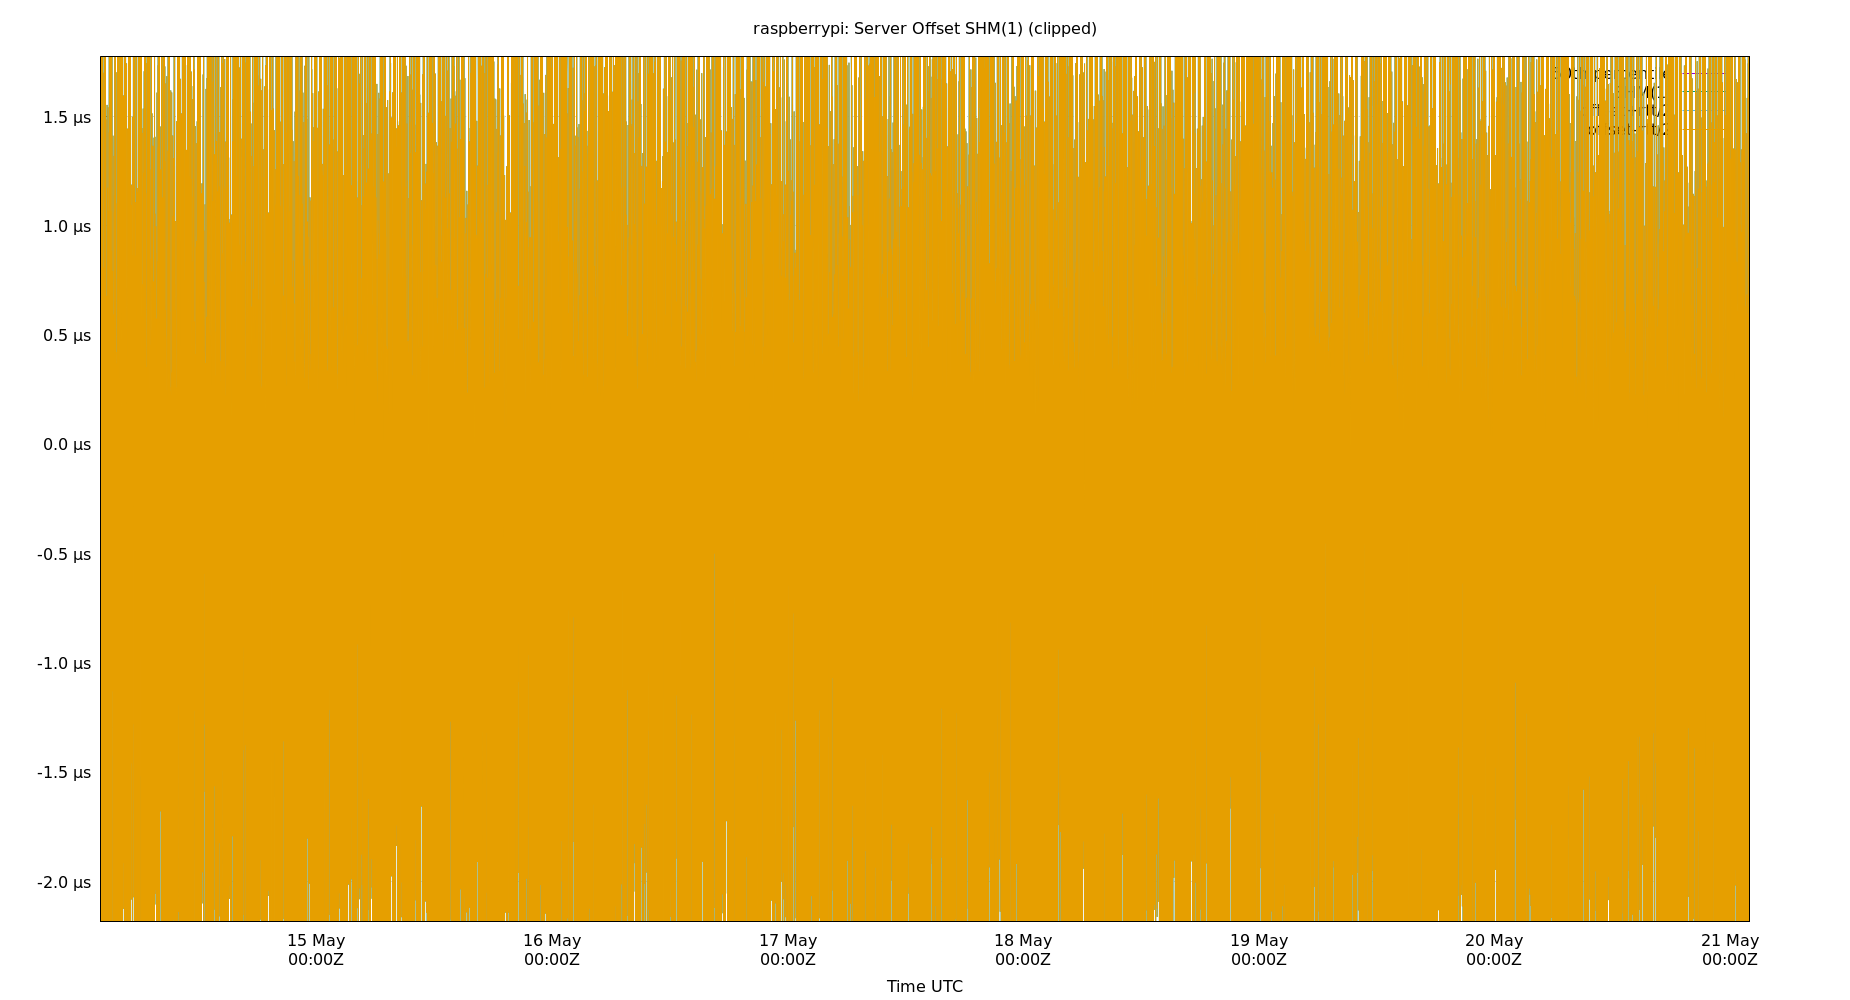 raspberrypi: Server Offset SHM(1) (clipped)
1.5 µs
1.0 µs
0.5 µs
0.0 µs
-0.5 µs
-1.0 µs
-1.5 µs
-2.0 µs
15 May
00:00Z
16 May
00:00Z
17 May
00:00Z
18 May
00:00Z
19 May
00:00Z
20 May
00:00Z
21 May
00:00Z
Time UTC